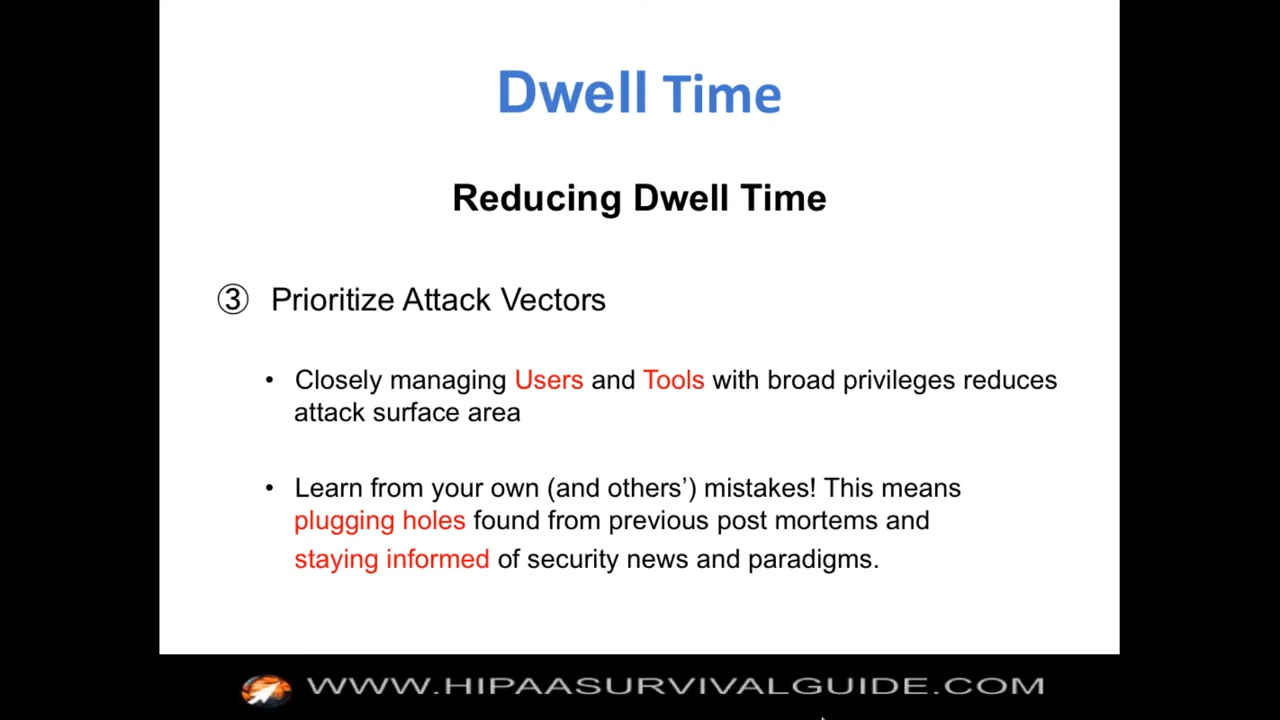 Dwell Time
Reducing Dwell Time
③ Prioritize Attack Vectors
• Closely managing Users and Tools with broad privileges reduces
attack surface area
• Learn from your own (and others’) mistakes! This means
plugging holes found from previous post mortems and
staying informed of security news and paradigms.
WWW.HIPAASURVIVALGUIDE.COM